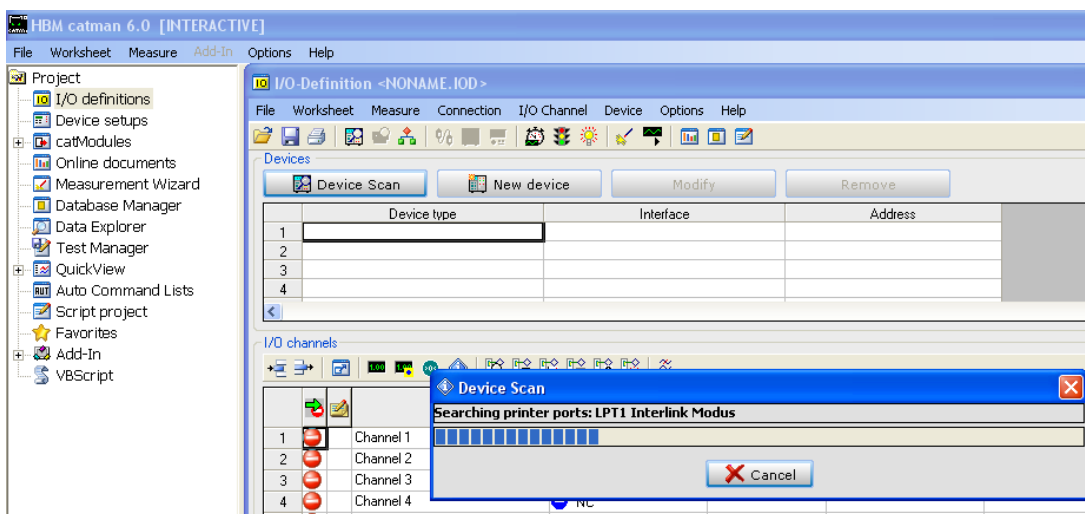 HBM catman 6.0 [INTERACTIVE]
File Worksheet Measure Add-In Options Help
Project
I/O definitions
Device setups
catModules
Online documents
Measurement Wizard
Database Manager
Data Explorer
Test Manager
QuickView
Auto Command Lists
Script project
Favorites
Add-In
VBScript
I/O-Definition <NONAME.IOD>
File Worksheet Measure Connection I/O Channel Device Options Help
Devices
Device Scan New device Modify Remove
Device type Interface Address
1
2
3
4
I/O channels
1 Channel 1
2 Channel 2
3 Channel 3
4 Channel 4
Device Scan
Searching printer ports: LPT1 Interlink Modus
Cancel